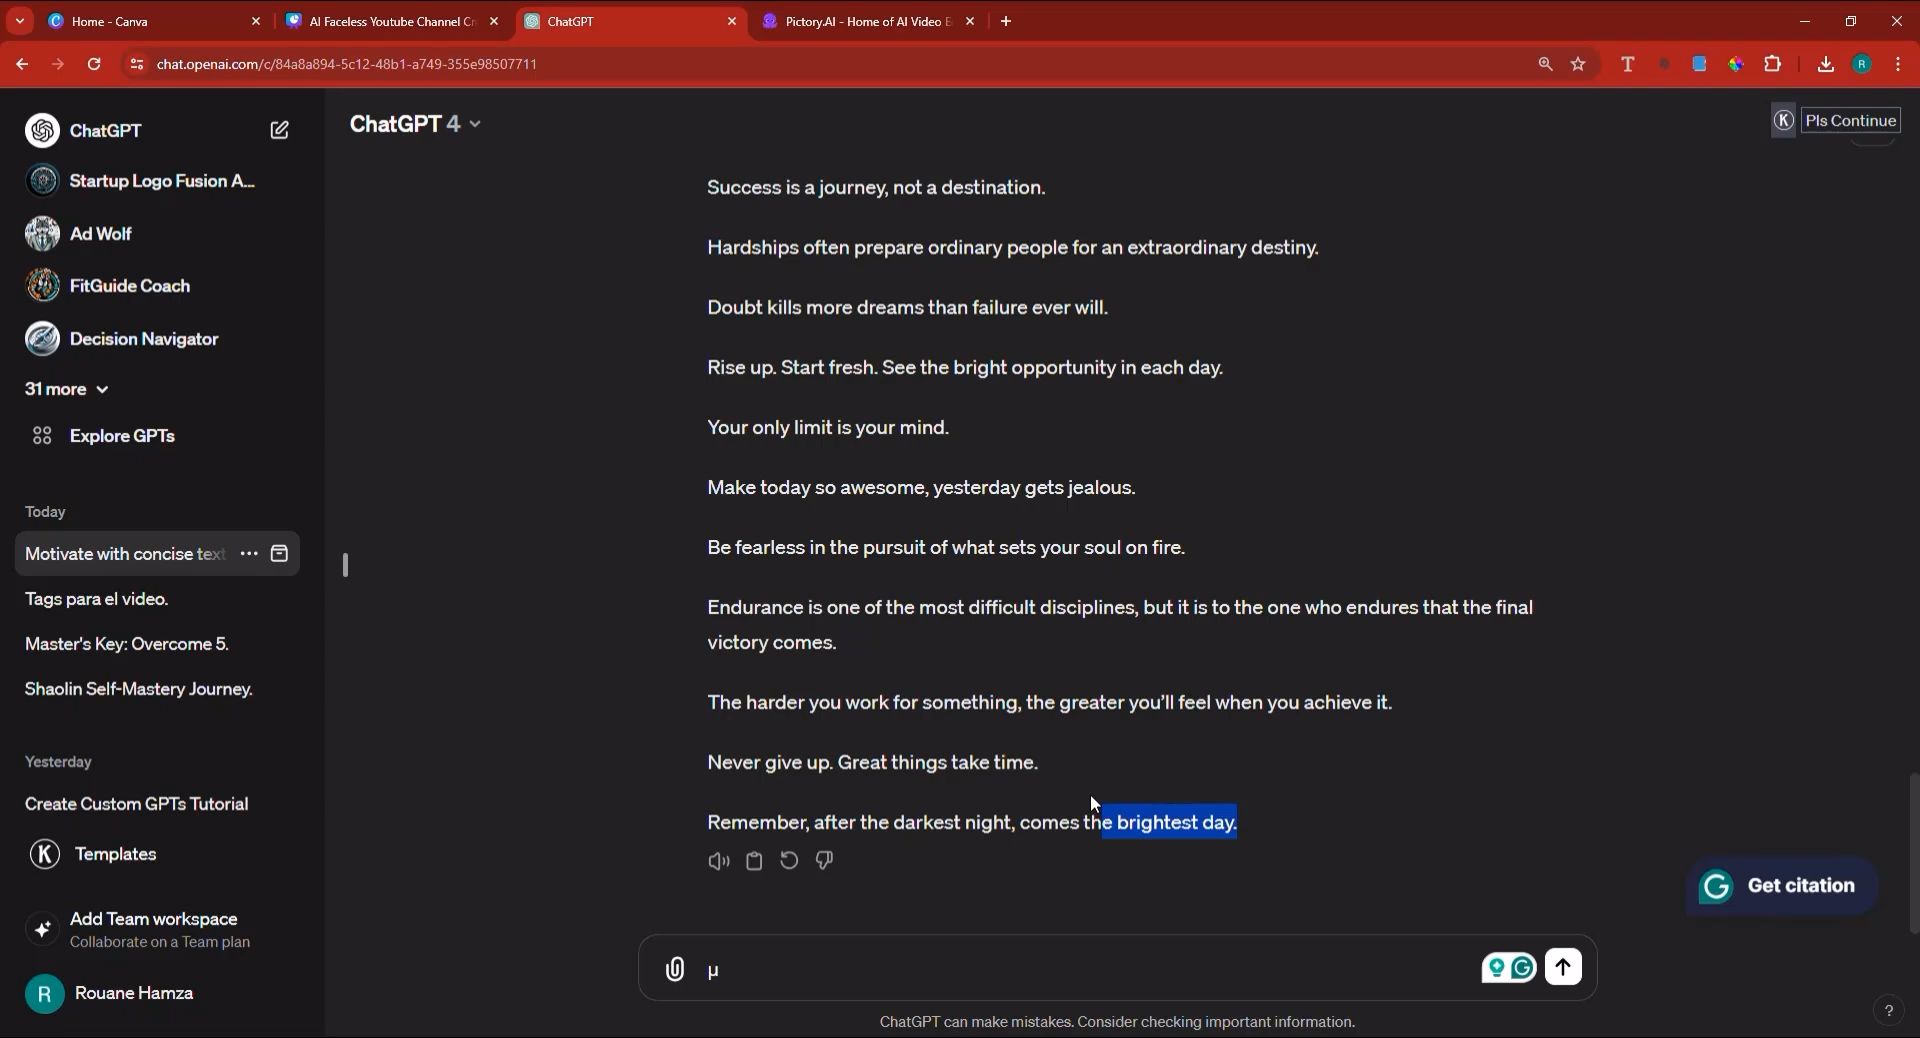 Home - Canva
AI Faceless Youtube Channel Cr
ChatGPT
Pictory.AI - Home of AI Video E
chat.openai.com/c/84a8a894-5c12-48b1-a749-355e98507711
ChatGPT
Startup Logo Fusion A...
Ad Wolf
FitGuide Coach
Decision Navigator
31 more
Explore GPTs
Today
Motivate with concise text
Tags para el video.
Master's Key: Overcome 5.
Shaolin Self-Mastery Journey.
Yesterday
Create Custom GPTs Tutorial
Templates
Add Team workspace
Collaborate on a Team plan
R
Rouane Hamza
ChatGPT 4
K Pls Continue
Success is a journey, not a destination.
Hardships often prepare ordinary people for an extraordinary destiny.
Doubt kills more dreams than failure ever will.
Rise up. Start fresh. See the bright opportunity in each day.
Your only limit is your mind.
Make today so awesome, yesterday gets jealous.
Be fearless in the pursuit of what sets your soul on fire.
Endurance is one of the most difficult disciplines, but it is to the one who endures that the final
victory comes.
The harder you work for something, the greater you’ll feel when you achieve it.
Never give up. Great things take time.
Remember, after the darkest night, comes the brightest day.
Get citation
µ
ChatGPT can make mistakes. Consider checking important information.
?